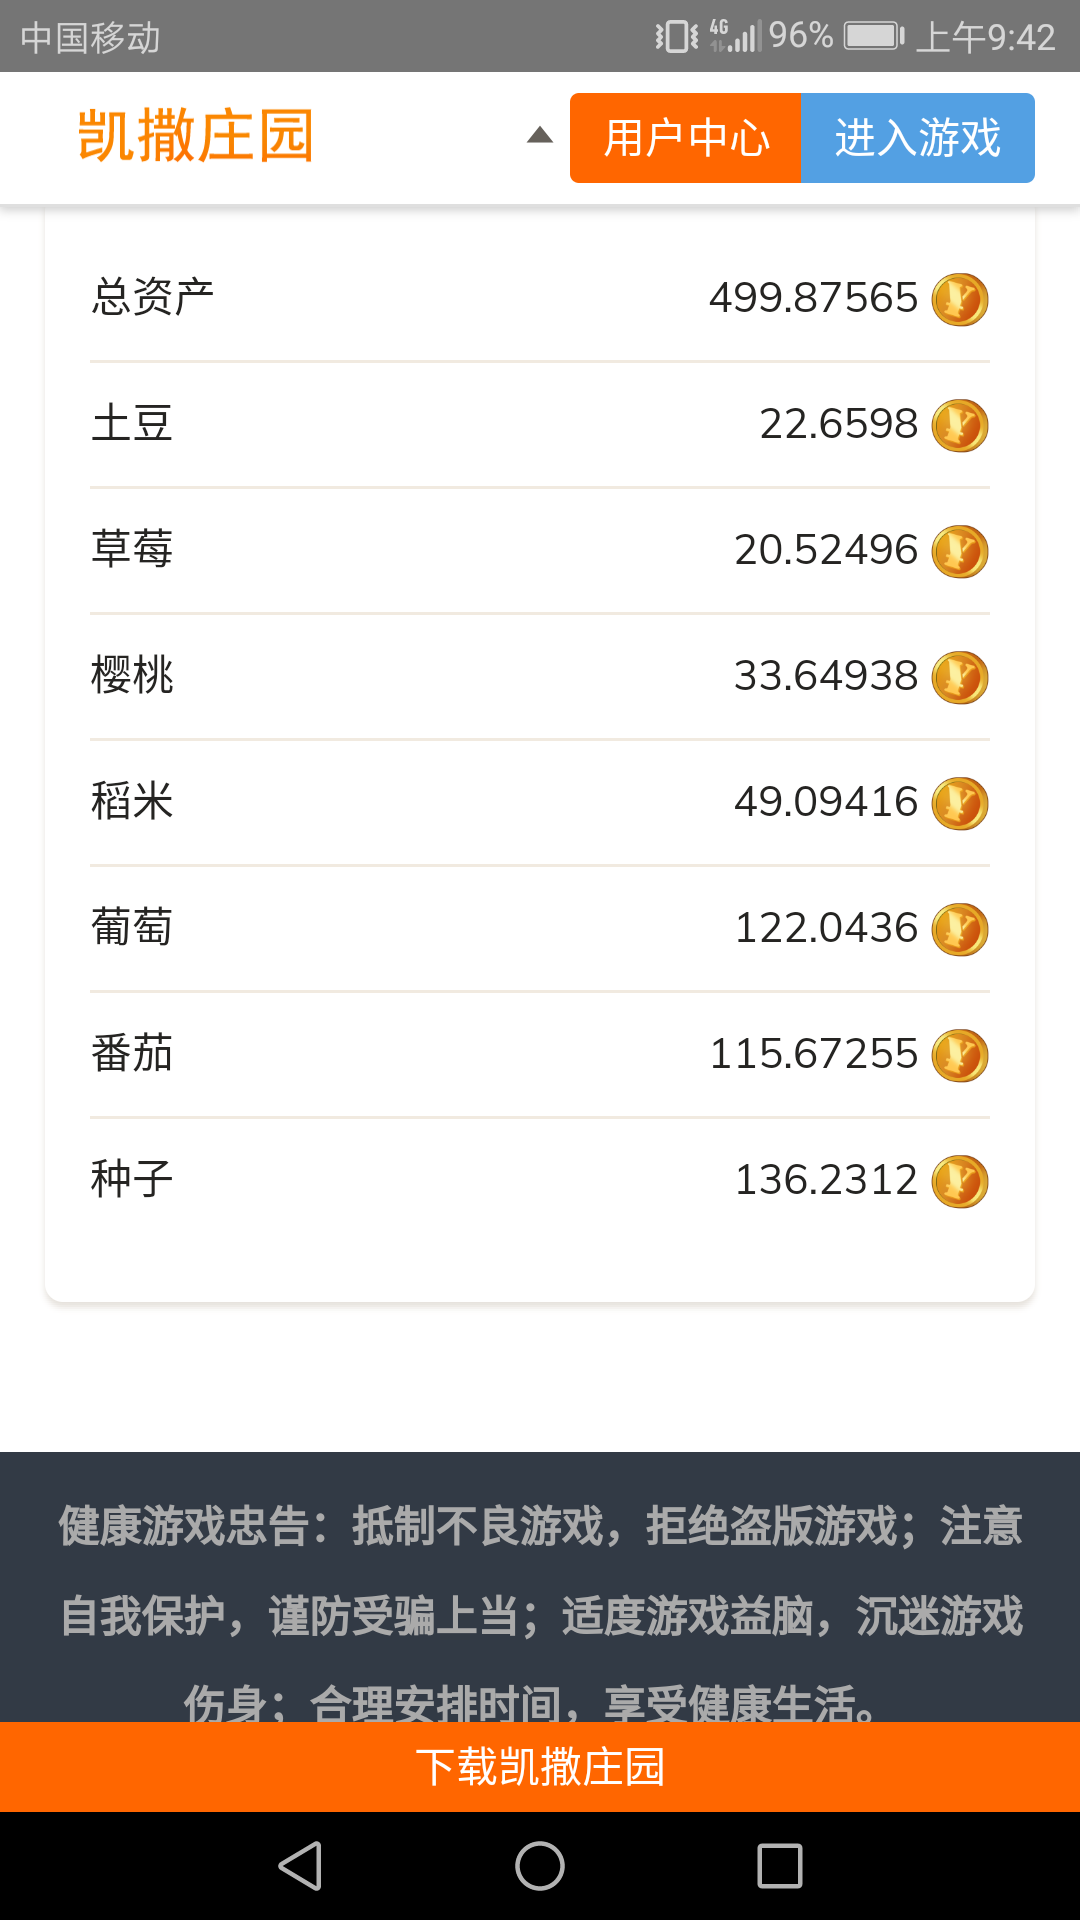 中国移动 4G 96% 上午9:42
凯撒庄园 用户中心 进入游戏
总资产 499.87565
土豆 22.6598
草莓 20.52496
樱桃 33.64938
稻米 49.09416
葡萄 122.0436
番茄 115.67255
种子 136.2312
健康游戏忠告：抵制不良游戏，拒绝盗版游戏；注意
自我保护，谨防受骗上当；适度游戏益脑，沉迷游戏
伤身；合理安排时间，享受健康生活。
下载凯撒庄园